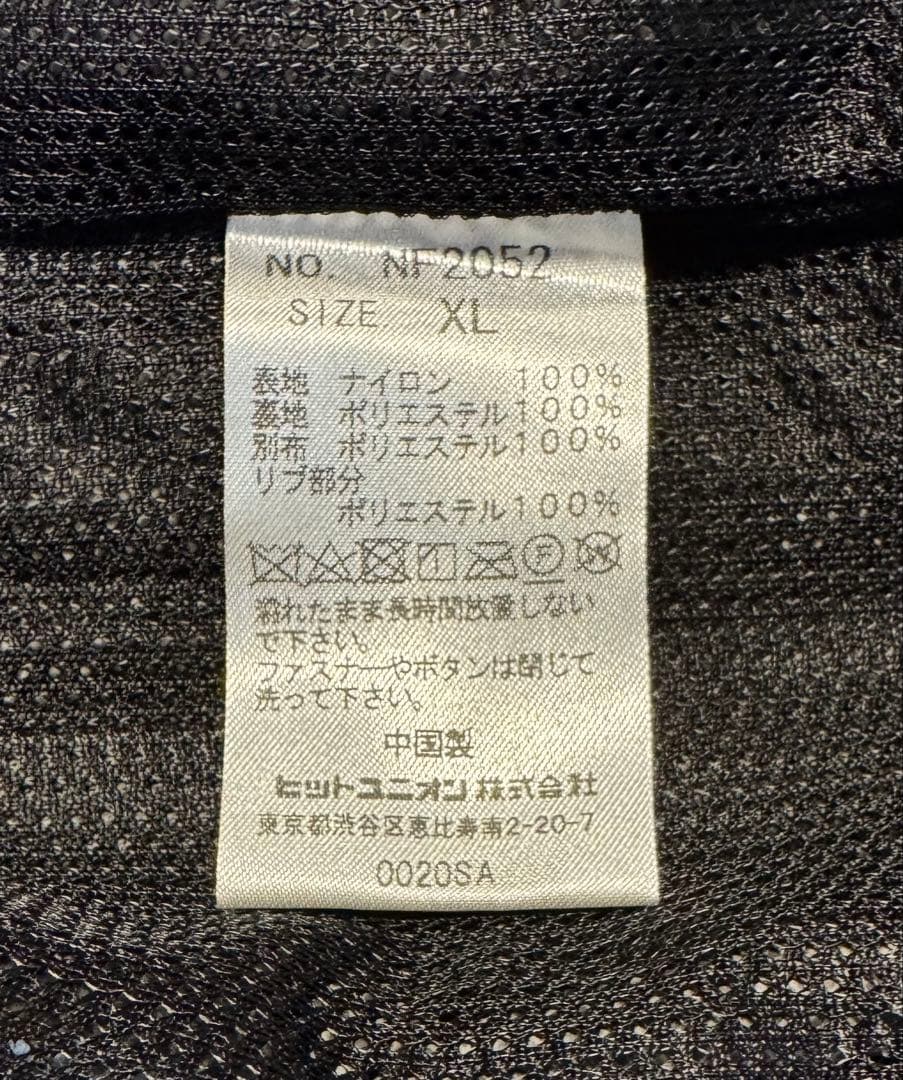 NO. NF2052
SIZE. XL
表地 ナイロン 100%
裏地 ポリエステル100%
別布 ポリエステル100%
リブ部分
ポリエステル100%
F
濡れたまま長時間放置しない
で下さい。
ファスナーやボタンは閉じて
洗って下さい。
中国製
ヒットユニオン株式会社
東京都渋谷区恵比寿南2-20-7
0020SA